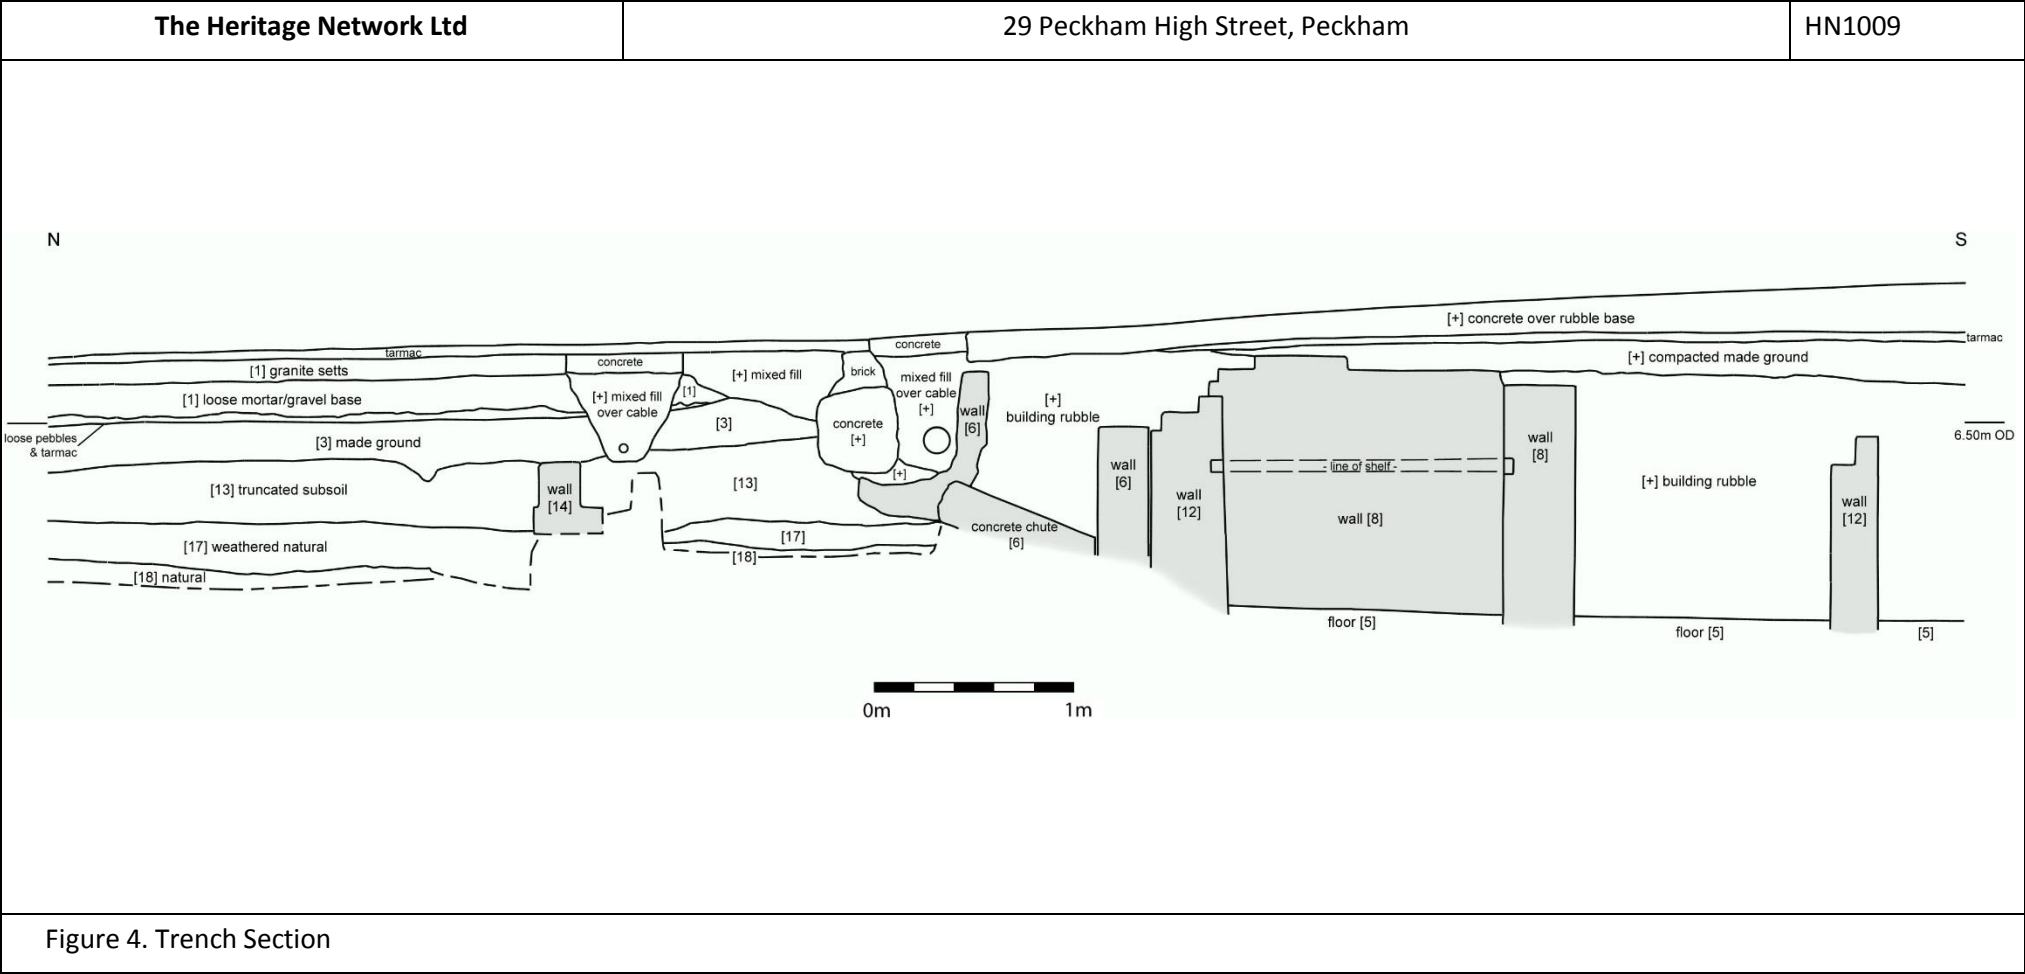 The Heritage Network Ltd
29 Peckham High Street, Peckham
HN1009
N
S
[+] concrete over rubble base
tarmac
concrete
tarmac
[+] compacted made ground
concrete
[1] granite setts
brick
[+] mixed fill
mixed fill
over cable
[+]
[1]
[+] mixed fill
over cable
[1] loose mortar/gravel base
[+]
building rubble
wall
[6]
[3]
concrete
[+]
loose pebbles
& tarmac
[3] made ground
6.50m OD
wall
[8]
wall
[6]
- line of shelf -
[+]
[13]
[13] truncated subsoil
wall
[14]
wall
[12]
[+] building rubble
wall
[12]
wall [8]
concrete chute
[6]
[17]
[17] weathered natural
[18]
[18] natural
floor [5]
floor [5]
[5]
0m
1m
Figure 4. Trench Section